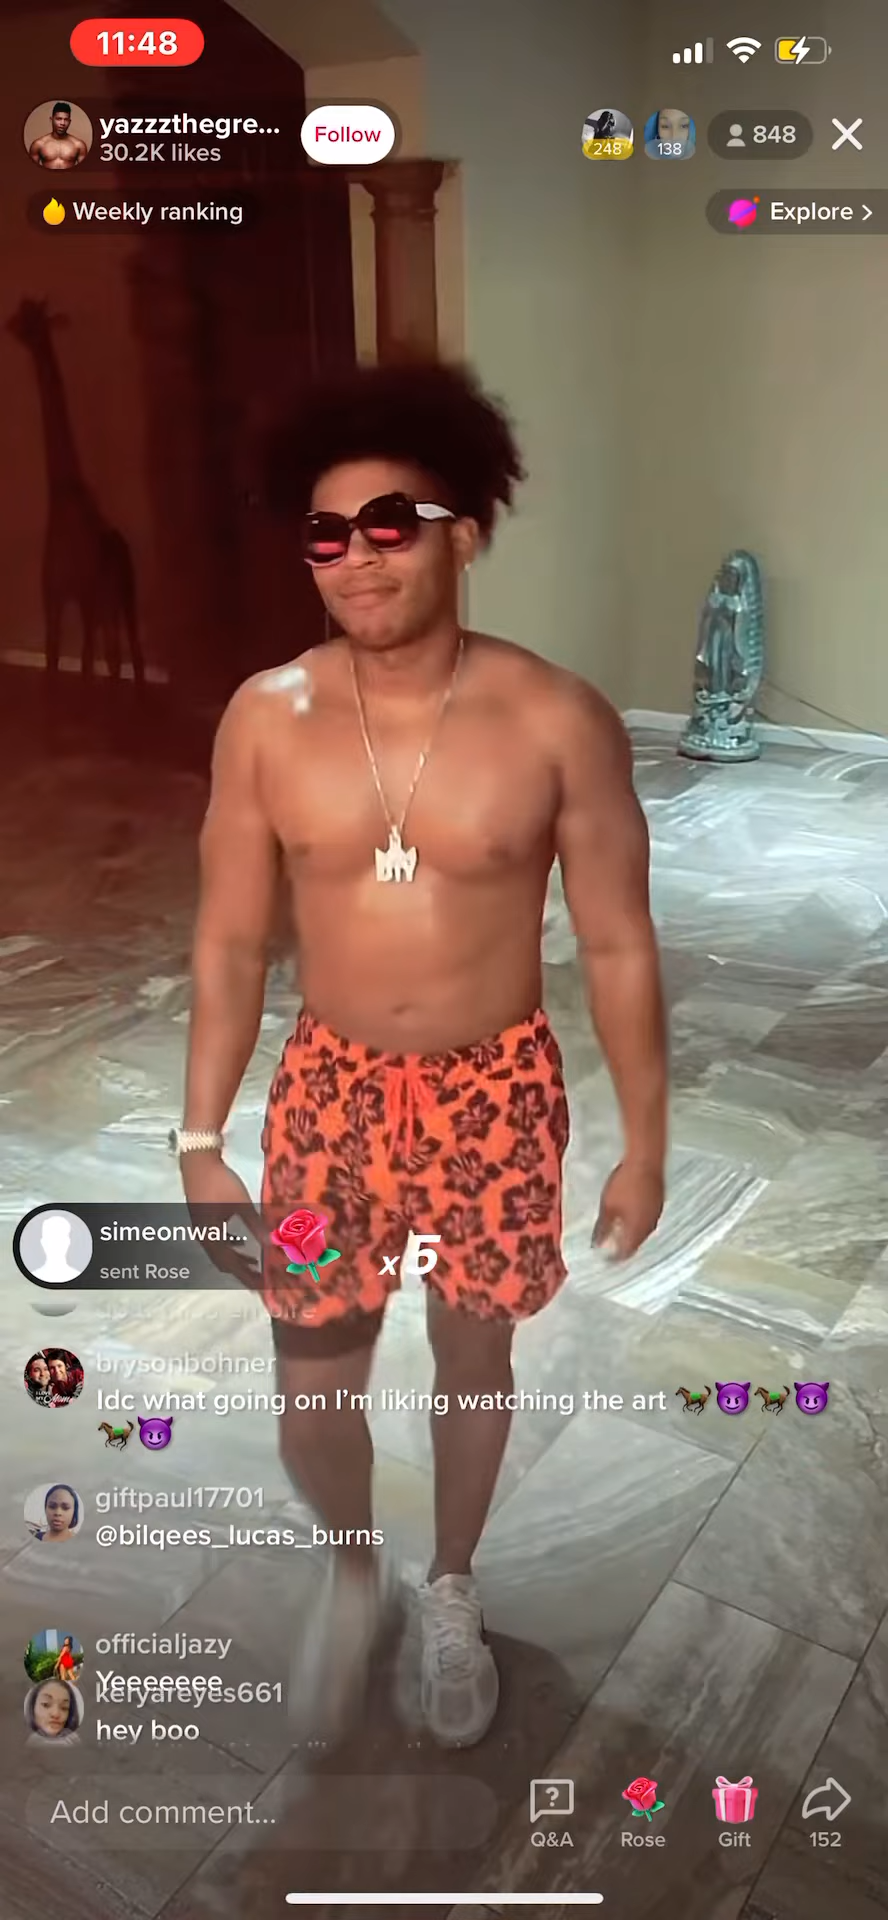 11:48
yazzzthegre...
30.2K likes
Follow
248
138
848
Weekly ranking
Explore >
simeonwal...
sent Rose
x5
brysonbohner
Idc what going on I'm liking watching the art 🐎😈🐎😈
🐎😈
giftpaul17701
@bilqees_lucas_burns
officialjazy
Yeeeeeee
keryareyes661
hey boo
Add comment...
Q&A
Rose
Gift
152